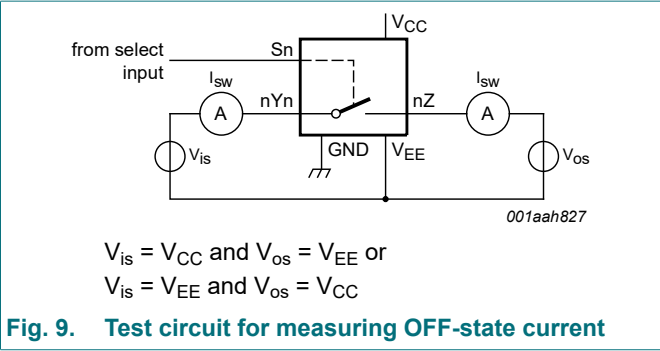 VCC
from select
input
Sn
Isw
Isw
nYn
nZ
A
A
Vis
GND
VEE
Vos
001aah827
Vis = VCC and Vos = VEE or
Vis = VEE and Vos = VCC
Fig. 9. Test circuit for measuring OFF-state current